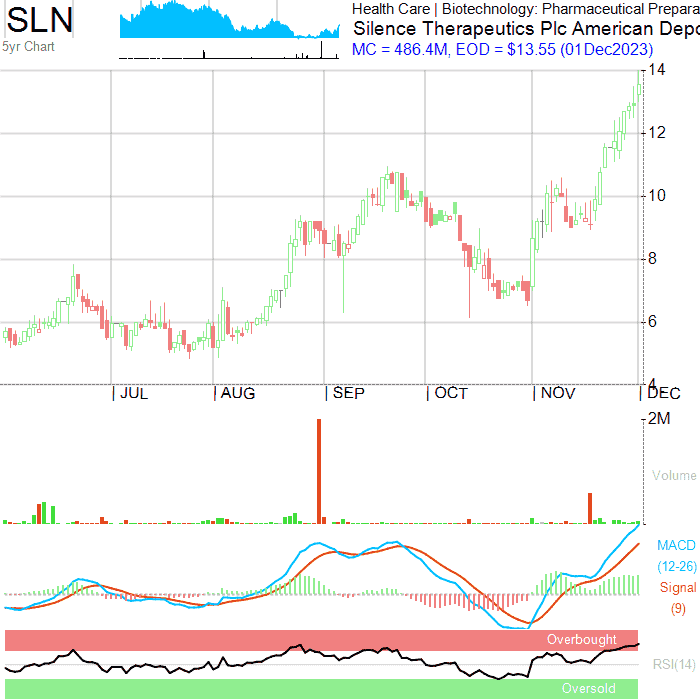 SLN
5yr Chart
Health Care | Biotechnology: Pharmaceutical Prepara
Silence Therapeutics Plc American Depo
MC = 486.4M, EOD = $13.55 (01Dec2023)
14
12
10
8
6
4
| JUL | AUG | SEP | OCT | NOV | DEC
2M
Volume
MACD
(12-26)
Signal
(9)
Overbought
RSI(14)
Oversold